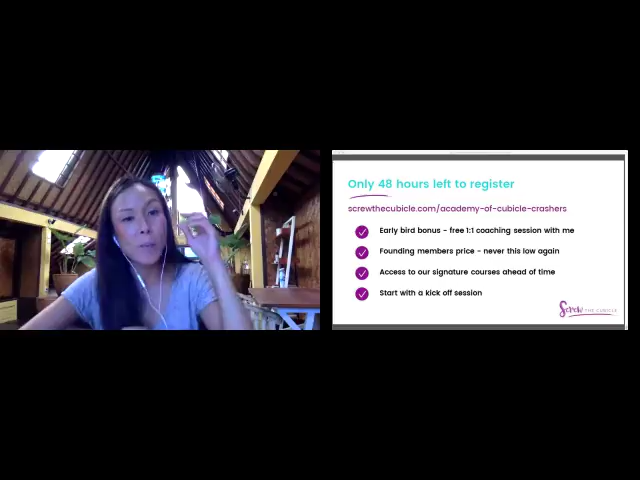 Only 48 hours left to register
screwthecubicle.com/academy-of-cubicle-crashers
Early bird bonus - free 1:1 coaching session with me
Founding members price - never this low again
Access to our signature courses ahead of time
Start with a kick off session
Screw THE CUBICLE